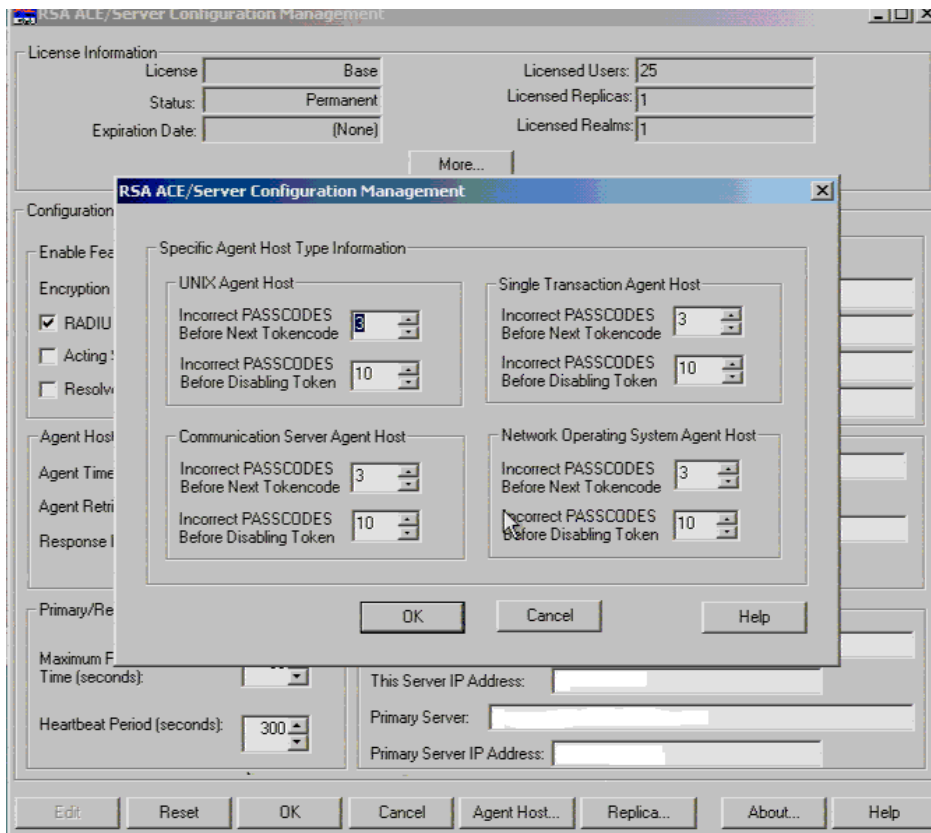 RSA ACE/Server Configuration Management
License Information
License Base
Licensed Users: 25
Status: Permanent
Licensed Replicas: 1
Expiration Date: (None)
Licensed Realms: 1
More...
RSA ACE/Server Configuration Management
Configuration
Enable Fea
Encryption
RADIU
Acting
Resolv
Specific Agent Host Type Information
UNIX Agent Host
Incorrect PASSCODES
Before Next Tokencode
3
Incorrect PASSCODES
Before Disabling Token
10
Single Transaction Agent Host
Incorrect PASSCODES
Before Next Tokencode
3
Incorrect PASSCODES
Before Disabling Token
10
Agent Host
Agent Time
Agent Retri
Response
Communication Server Agent Host
Incorrect PASSCODES
Before Next Tokencode
3
Incorrect PASSCODES
Before Disabling Token
10
Network Operating System Agent Host
Incorrect PASSCODES
Before Next Tokencode
3
Incorrect PASSCODES
Before Disabling Token
10
OK
Cancel
Help
Primary/Re
Maximum F
Time (seconds):
Heartbeat Period (seconds): 300
This Server IP Address:
Primary Server:
Primary Server IP Address:
Edit
Reset
OK
Cancel
Agent Host...
Replica...
About...
Help